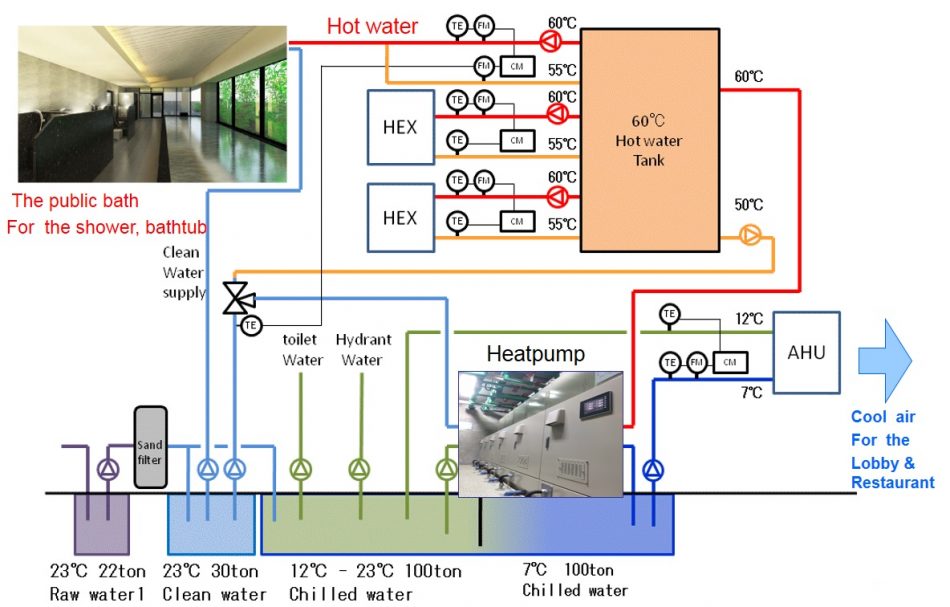 Hot water
TE
FM
60℃
FM
CM
55℃
60℃
60℃
Hot water
Tank
TE
FM
60℃
HEX
TE
CM
55℃
The public bath
For the shower, bathtub
TE
FM
60℃
HEX
TE
CM
55℃
50℃
Clean
Water
supply
TE
toilet
Water
Hydrant
Water
Heatpump
TE
12℃
AHU
TE
FM
CM
7℃
Cool air
For the
Lobby &
Restaurant
Sand
filter
23℃ 22ton
Raw water1
23℃ 30ton
Clean water
12℃ - 23℃ 100ton
Chilled water
7℃ 100ton
Chilled water